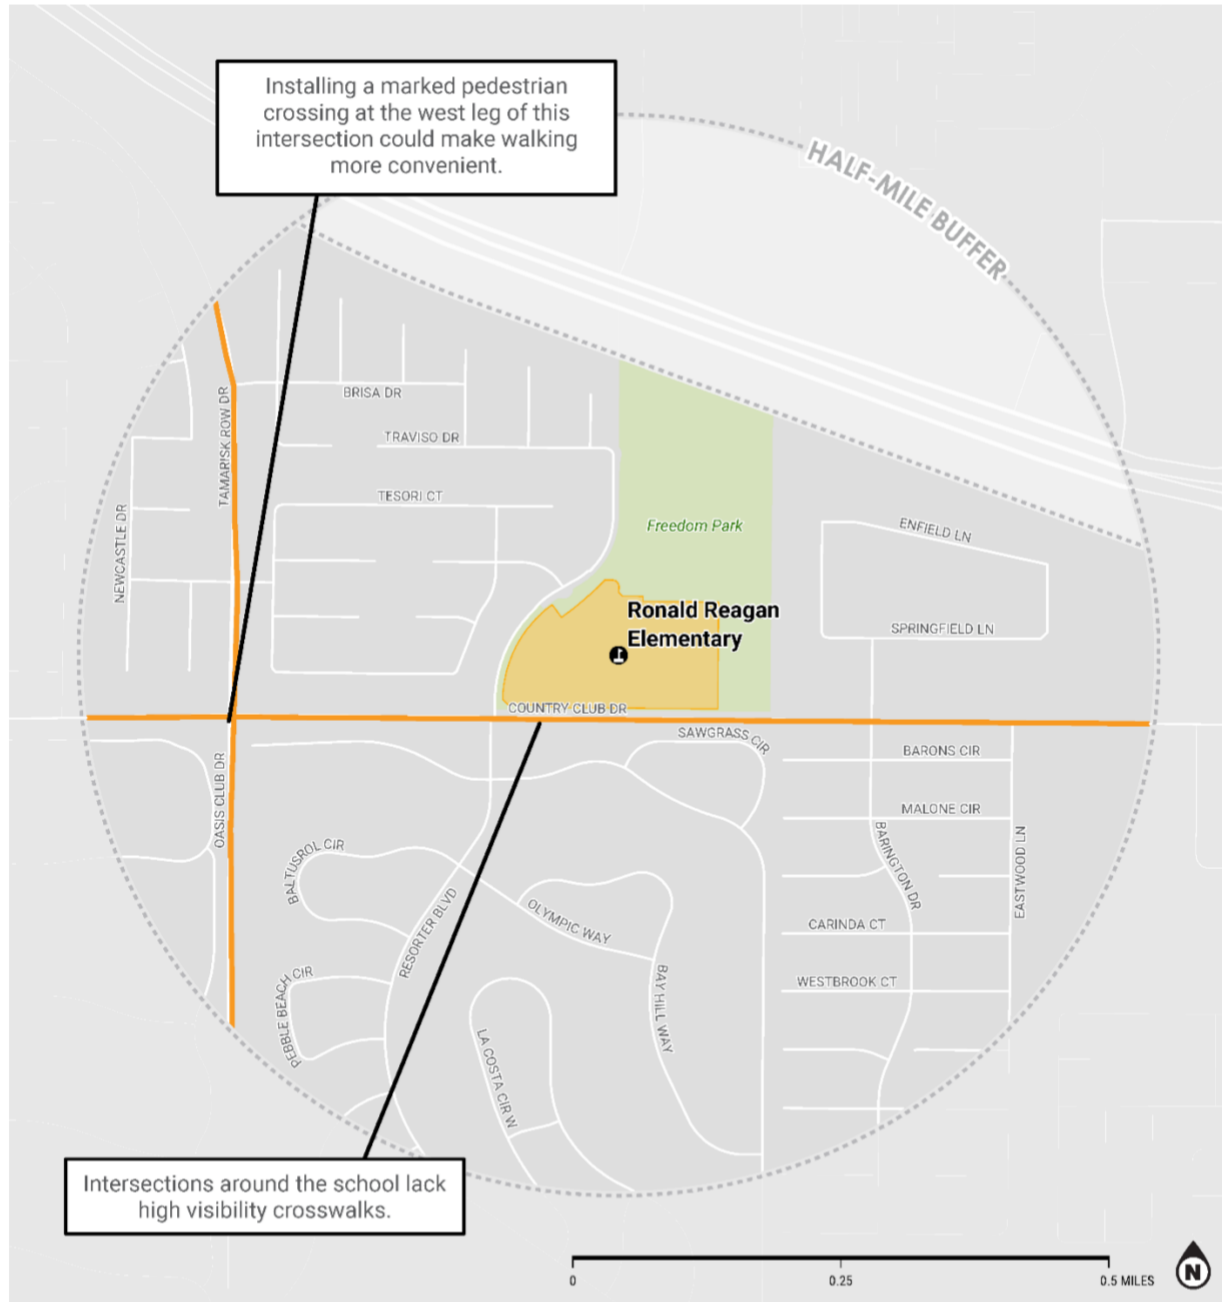 Installing a marked pedestrian
crossing at the west leg of this
intersection could make walking
more convenient.
HALF-MILE BUFFER
BRISA DR
TAMARISK ROW DR
TRAVISO DR
TESORI CT
NEWCASTLE DR
Freedom Park
ENFIELD LN
Ronald Reagan
Elementary
SPRINGFIELD LN
COUNTRY CLUB DR
SAWGRASS CIR
OASIS CLUB DR
BARONS CIR
MALONE CIR
BALTUSROL CIR
BARINGTON DR
EASTWOOD LN
RESORTER BLVD
OLYMPIC WAY
CARINDA CT
PEBBLE BEACH CIR
BAY HILL WAY
WESTBROOK CT
LA COSTA CIR W
Intersections around the school lack
high visibility crosswalks.
0
0.25
0.5 MILES
N